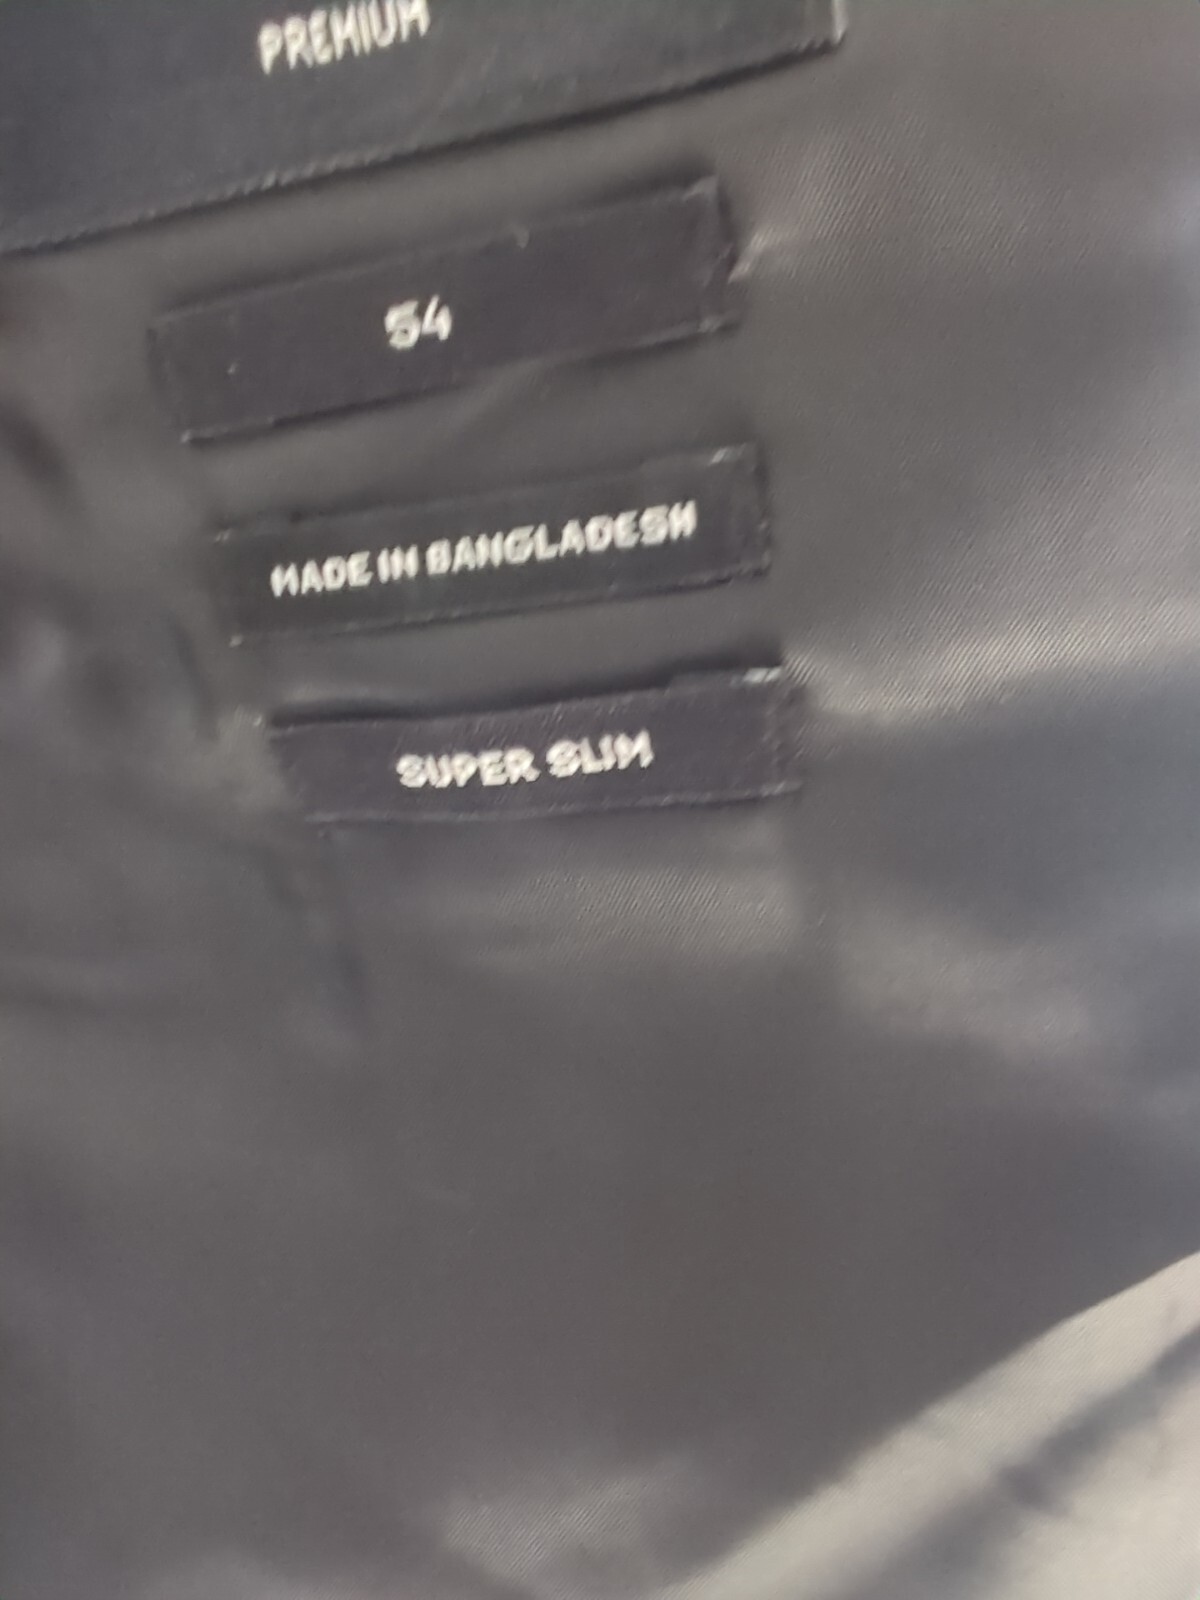 PREMIUM
54
MADE IN BANGLADESH
SUPER SLIM